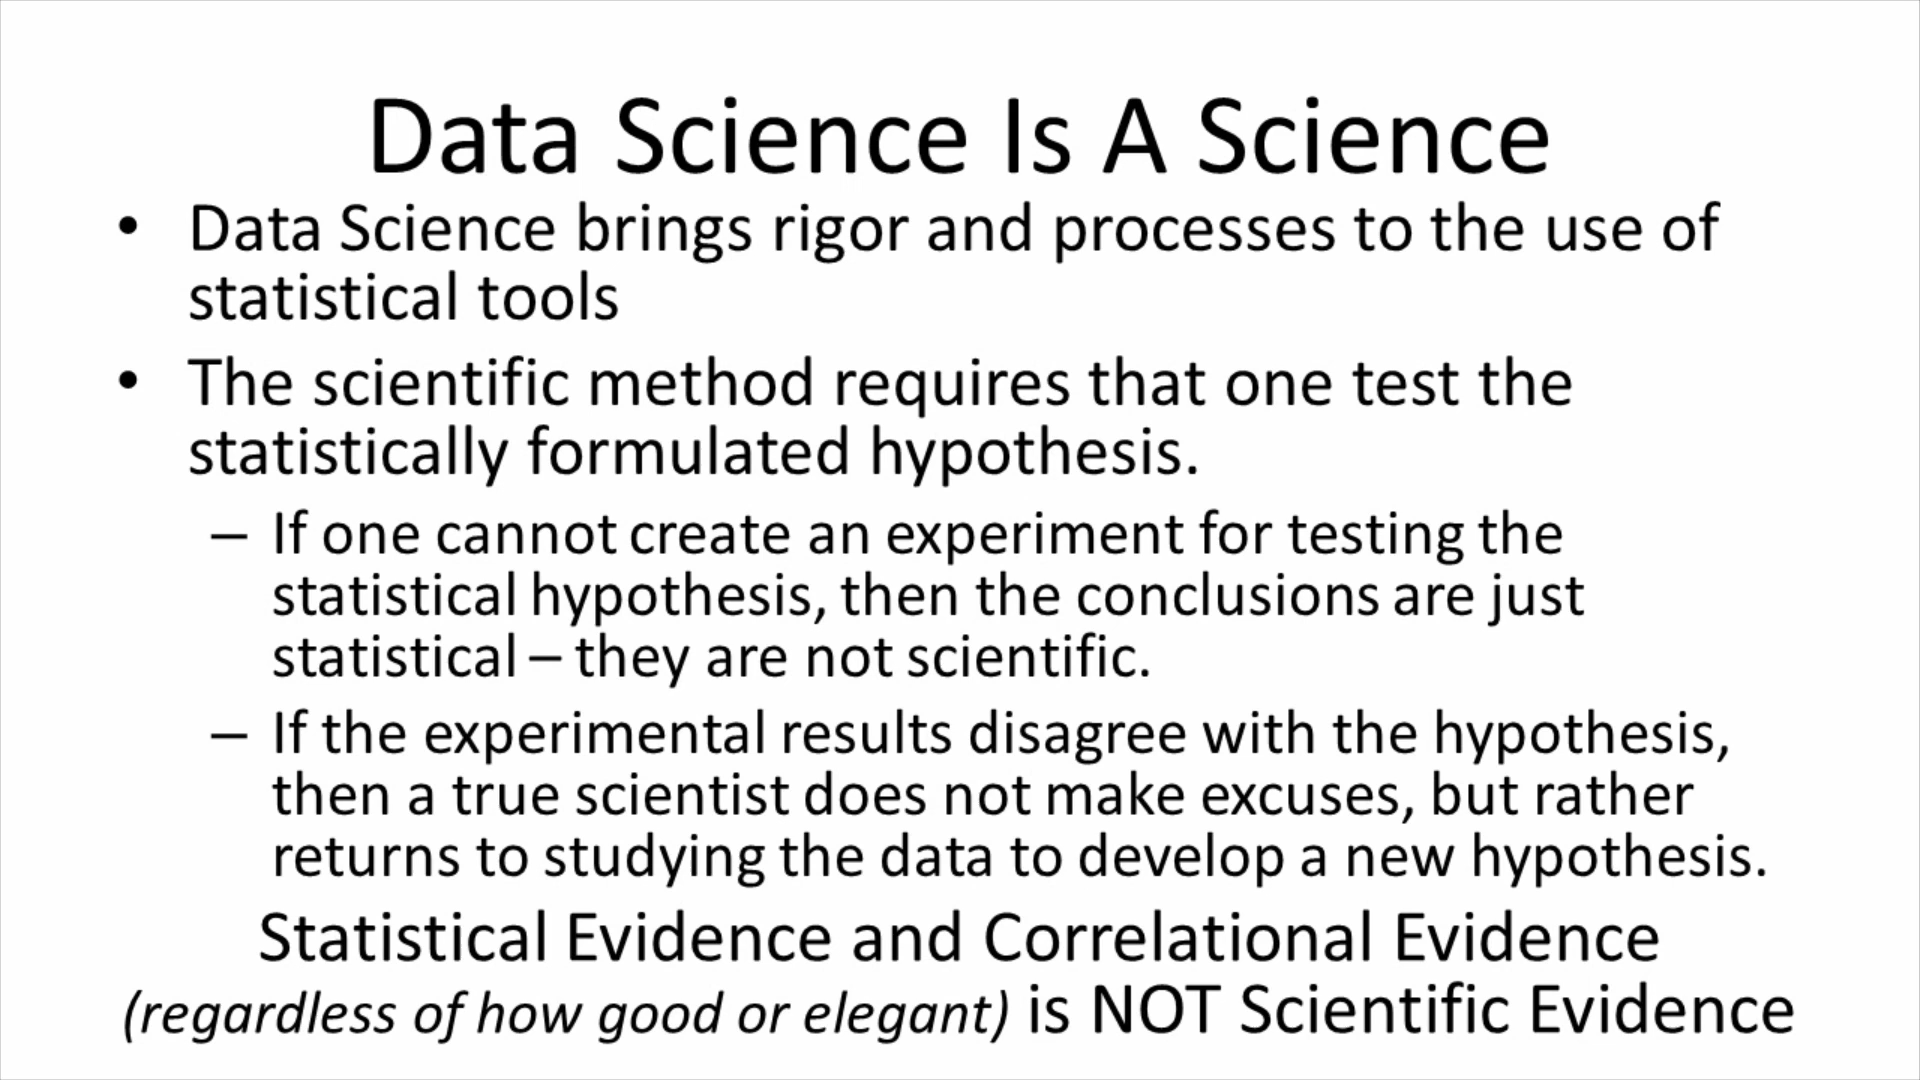 Data Science Is A Science
• Data Science brings rigor and processes to the use of
statistical tools
• The scientific method requires that one test the
statistically formulated hypothesis.
– If one cannot create an experiment for testing the
statistical hypothesis, then the conclusions are just
statistical – they are not scientific.
– If the experimental results disagree with the hypothesis,
then a true scientist does not make excuses, but rather
returns to studying the data to develop a new hypothesis.
Statistical Evidence and Correlational Evidence
(regardless of how good or elegant) is NOT Scientific Evidence